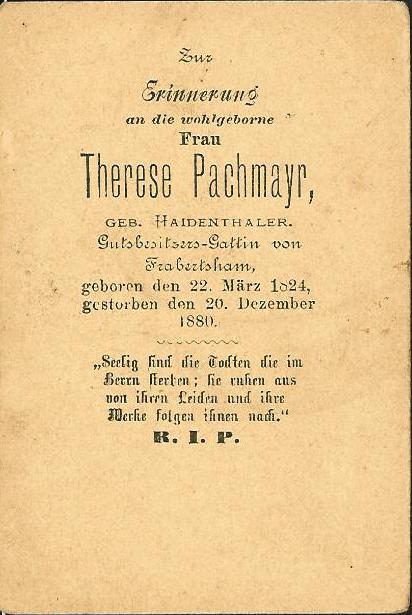 Zur
Erinnerung
an die wohlgeborne
Frau
Therese Pachmayr,
GEB. HAIDENTHALER.
Gutsbesitzers-Gattin von
Frabertsham,
geboren den 22. März 1824,
gestorben den 20. Dezember
1880.
„Seelig sind die Todten die im
Herrn sterben; sie ruhen aus
von ihren Leiden und ihre
Werke folgen ihnen nach.“
R. I. P.